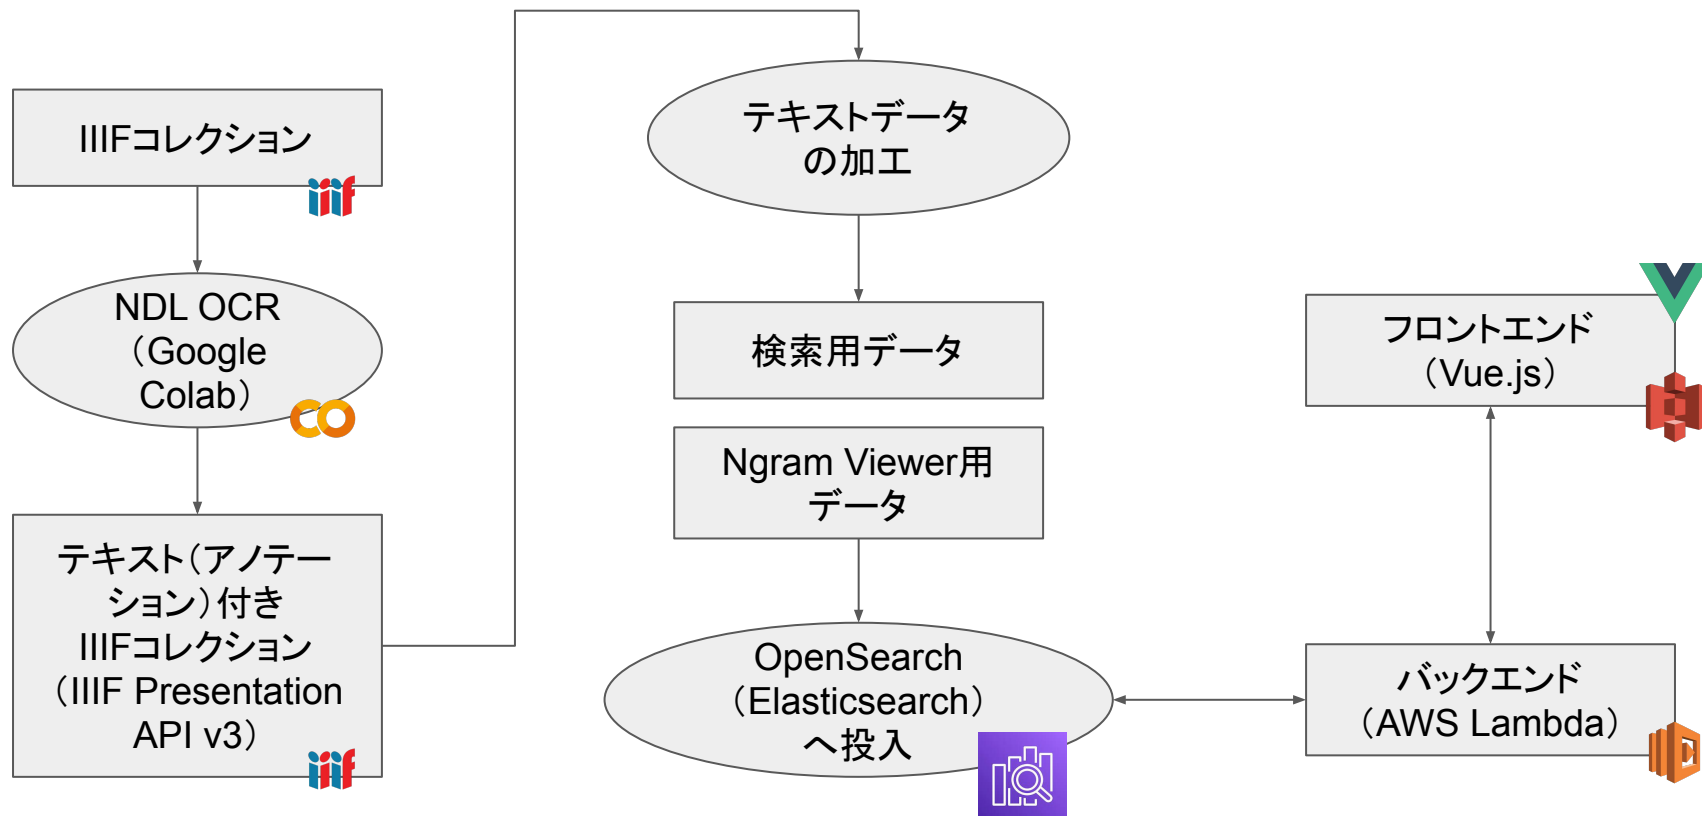 IIIFコレクション
NDL OCR
（Google
Colab）
テキスト（アノテー
ション）付き
IIIFコレクション
（IIIF Presentation
API v3）
テキストデータ
の加工
検索用データ
Ngram Viewer用
データ
OpenSearch
（Elasticsearch）
へ投入
フロントエンド
（Vue.js）
バックエンド
（AWS Lambda）
iiif
CO
iiif